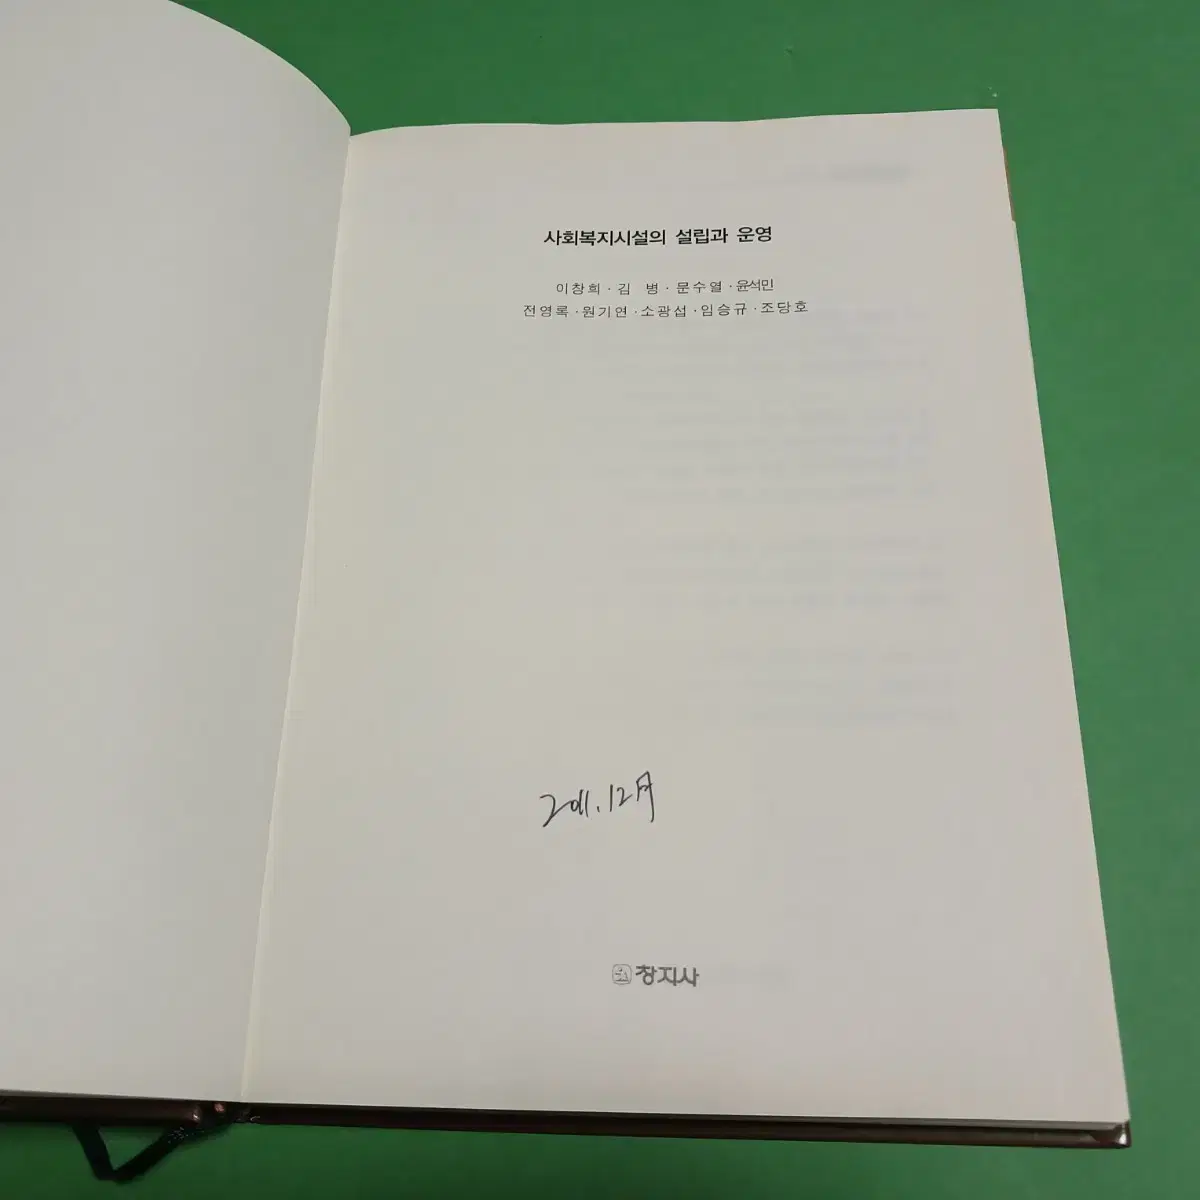 사회복지시설의 설립과 운영
이창희·김 병·문수열·윤석민
전영록·원기연·소광섭·임승규·조당호
2011. 12月
창지사